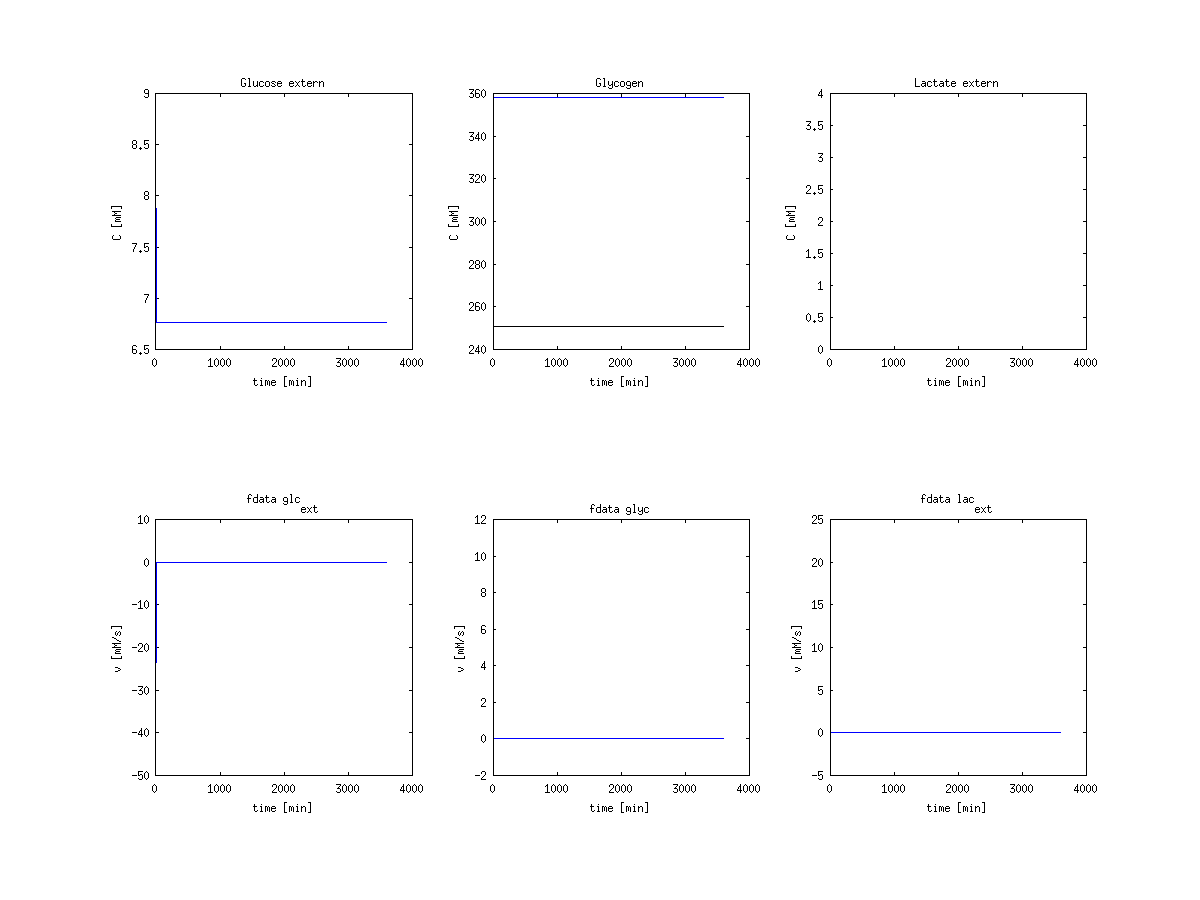 Glucose extern
9
8.5
8
7.5
7
6.5
C [mM]
0 1000 2000 3000 4000
time [min]
Glycogen
360
340
320
300
280
260
240
C [mM]
0 1000 2000 3000 4000
time [min]
Lactate extern
4
3.5
3
2.5
2
1.5
1
0.5
0
C [mM]
0 1000 2000 3000 4000
time [min]
fdata glc
ext
10
0
-10
-20
-30
-40
-50
v [mM/s]
0 1000 2000 3000 4000
time [min]
fdata glyc
12
10
8
6
4
2
0
-2
v [mM/s]
0 1000 2000 3000 4000
time [min]
fdata lac
ext
25
20
15
10
5
0
-5
v [mM/s]
0 1000 2000 3000 4000
time [min]